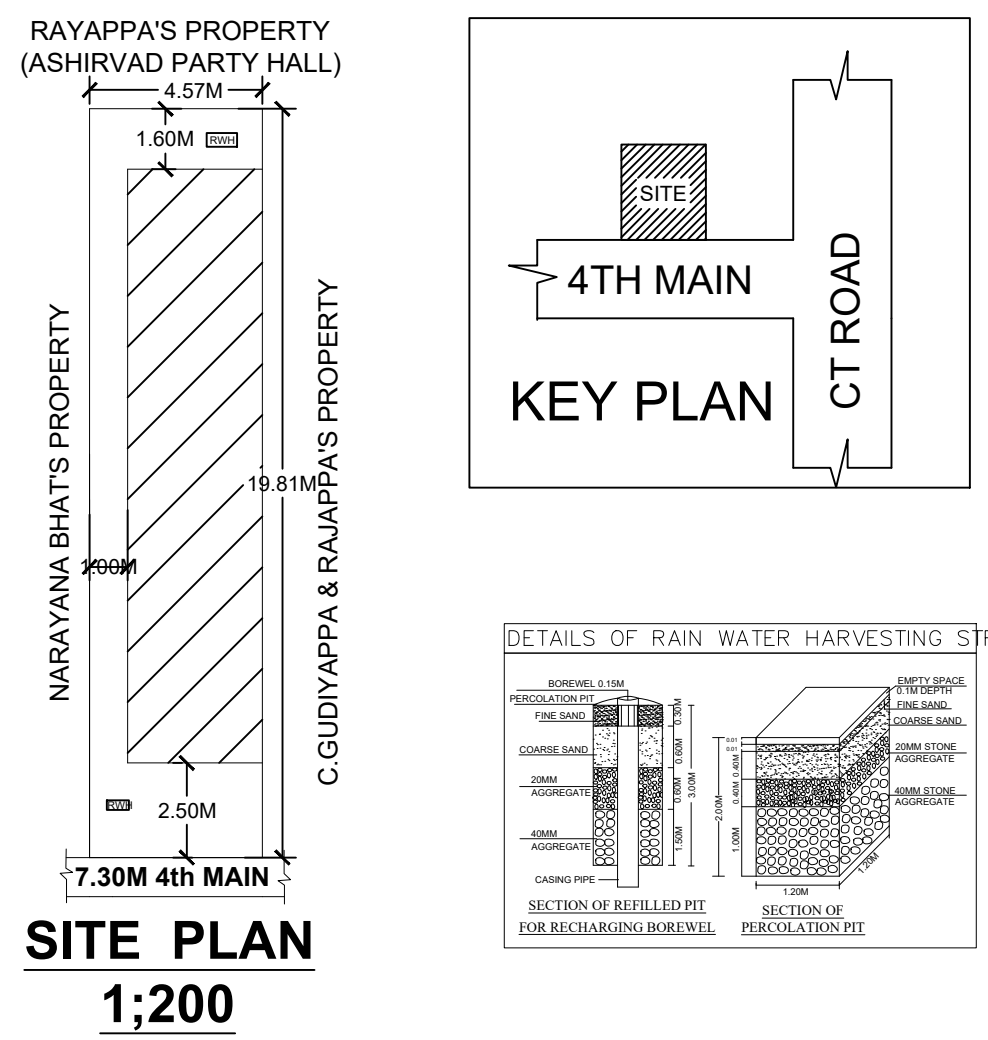 RAYAPPA'S PROPERTY
(ASHIRVAD PARTY HALL)
4.57M
1.60M
RWH
NARAYANA BHAT'S PROPERTY
19.81M
C.GUDIYAPPA & RAJAPPA'S PROPERTY
1.00M
RWH
2.50M
7.30M 4th MAIN
SITE PLAN
1;200
SITE
4TH MAIN
CT ROAD
KEY PLAN
DETAILS OF RAIN WATER HARVESTING
BOREWEL 0.15M
PERCOLATION PIT
FINE SAND
COARSE SAND
20MM
AGGREGATE
40MM
AGGREGATE
CASING PIPE
0.30M
0.60M
0.60M
1.50M
3.00M
SECTION OF REFILLED PIT
FOR RECHARGING BOREWEL
EMPTY SPACE
0.1M DEPTH
FINE SAND
COARSE SAND
20MM STONE
AGGREGATE
40MM STONE
AGGREGATE
0.01
0.01
0.40M
0.40M
1.00M
2.00M
1.20M
1.20M
SECTION OF
PERCOLATION PIT